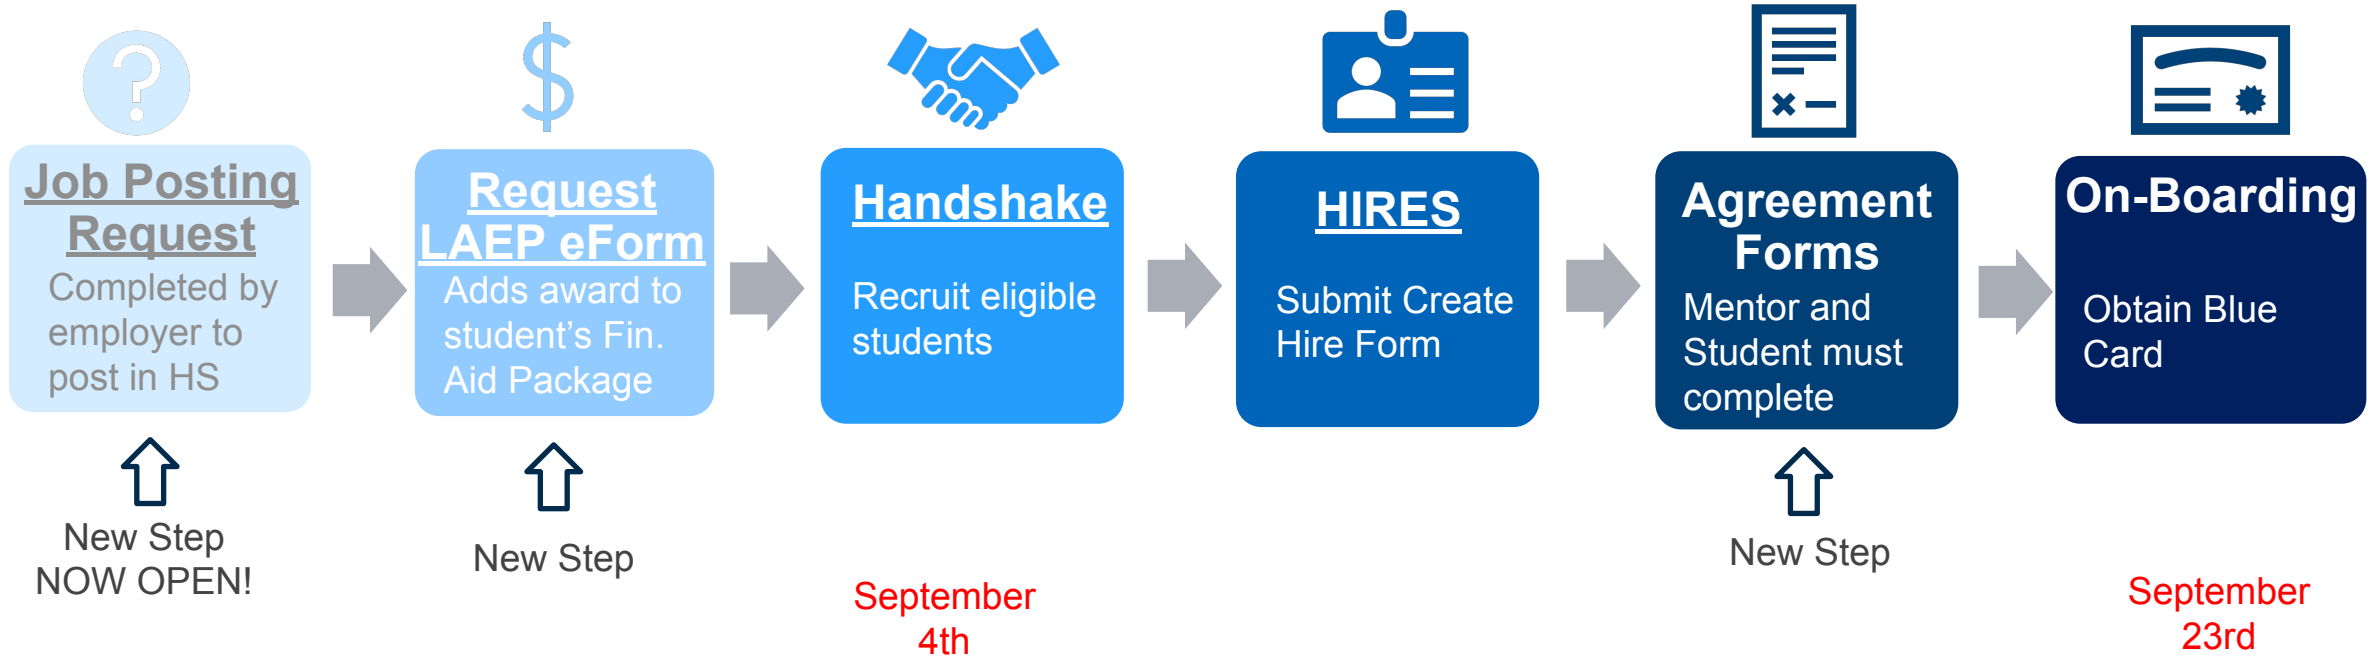 Job Posting
Request
Completed by
employer to
post in HS
Request
LAEP eForm
Adds award to
student’s Fin.
Aid Package
Handshake
Recruit eligible
students
HIRES
Submit Create
Hire Form
Agreement
Forms
Mentor and
Student must
complete
On-Boarding
Obtain Blue
Card
New Step
NOW OPEN!
New Step
September
4th
New Step
September
23rd